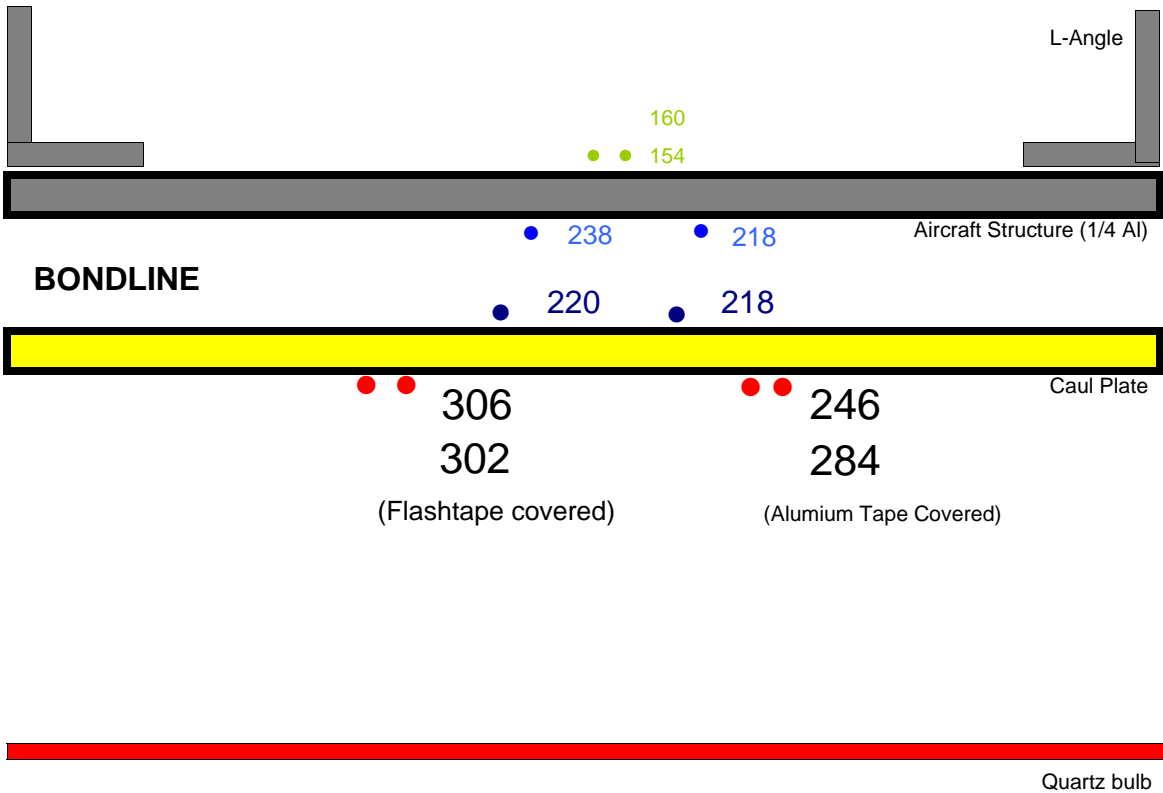 L-Angle
160
154
Aircraft Structure (1/4 Al)
238
218
BONDLINE
220
218
Caul Plate
306
246
302
284
(Flashtape covered)
(Alumium Tape Covered)
Quartz bulb